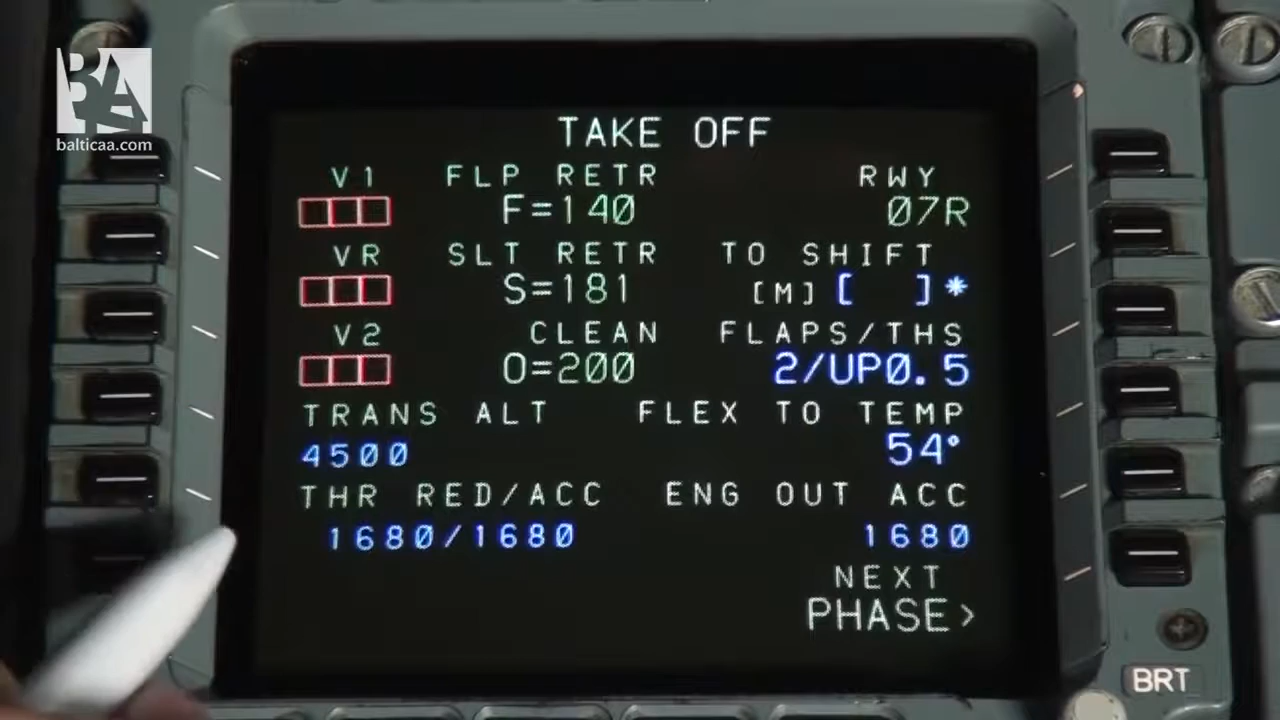 BA
balticaa.com
TAKE OFF
V1 FLP RETR RWY
F=140 07R
VR SLT RETR TO SHIFT
S=181 [M][ ]*
V2 CLEAN FLAPS/THS
O=200 2/UP0.5
TRANS ALT FLEX TO TEMP
4500 54°
THR RED/ACC ENG OUT ACC
1680/1680 1680
NEXT
PHASE>
BRT